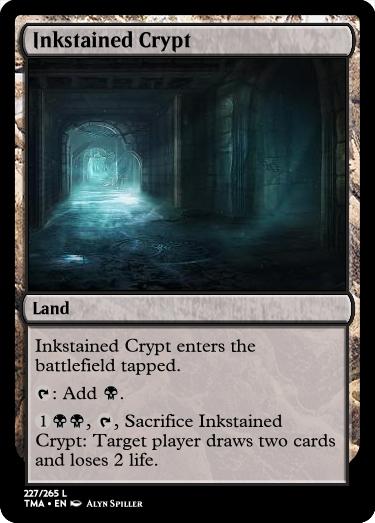 Inkstained Crypt
Land
Inkstained Crypt enters the
battlefield tapped.
: Add .
1, , Sacrifice Inkstained
Crypt: Target player draws two cards
and loses 2 life.
227/265 L
TMA • EN ALYN SPILLER